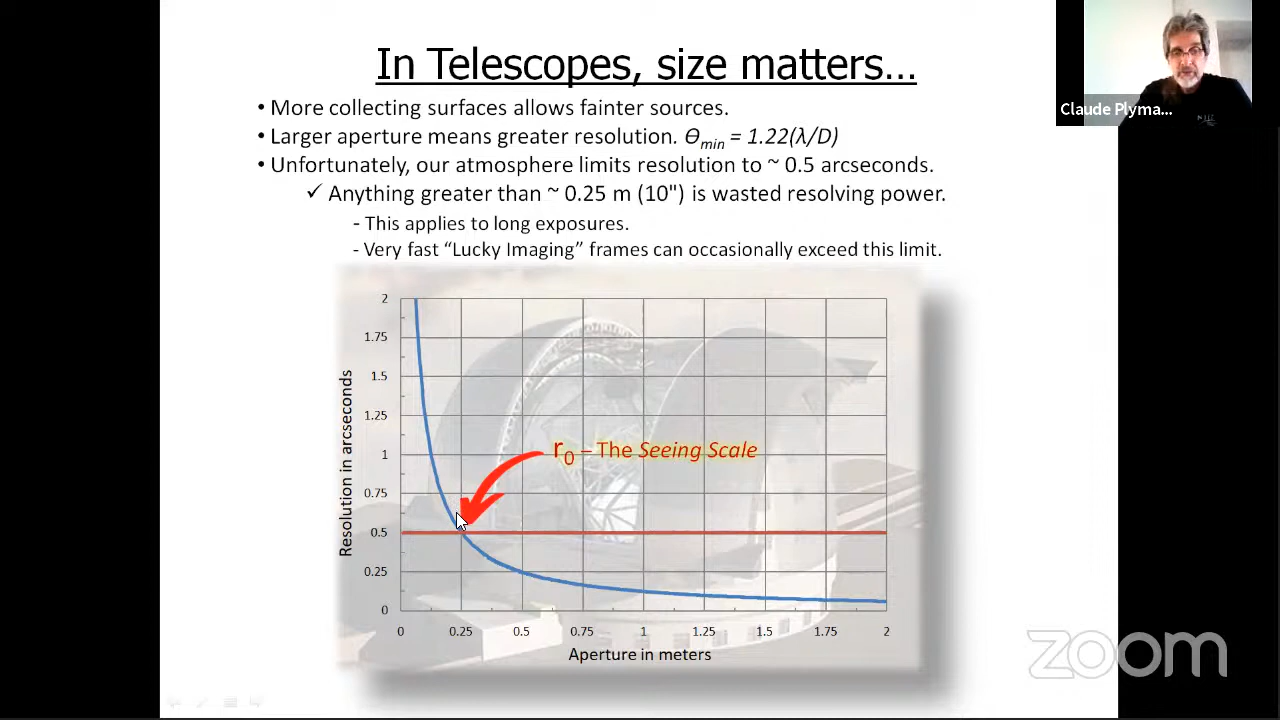 In Telescopes, size matters…
• More collecting surfaces allows fainter sources.
• Larger aperture means greater resolution. Θmin = 1.22(λ/D)
• Unfortunately, our atmosphere limits resolution to ~ 0.5 arcseconds.
✓ Anything greater than ~ 0.25 m (10") is wasted resolving power.
- This applies to long exposures.
- Very fast “Lucky Imaging” frames can occasionally exceed this limit.
Claude Plyma...
2
1.75
1.5
1.25
1
0.75
0.5
0.25
0
Resolution in arcseconds
r0 – The Seeing Scale
0 0.25 0.5 0.75 1 1.25 1.5 1.75 2
Aperture in meters
zoom